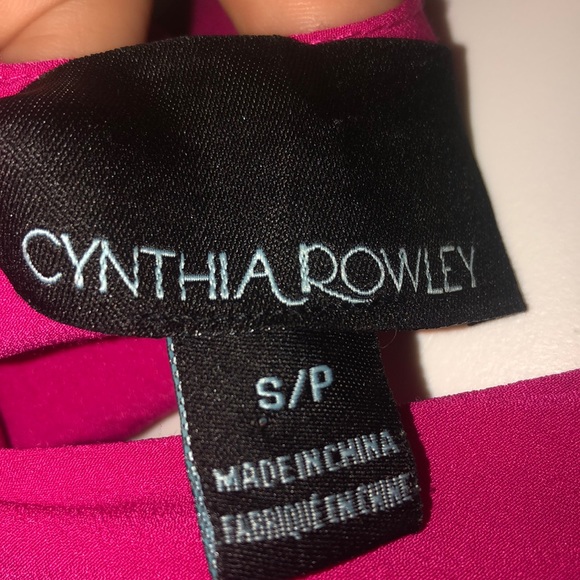 CYNTHIA ROWLEY
S/P
MADE IN CHINA
FABRIQUÉ EN CHINE